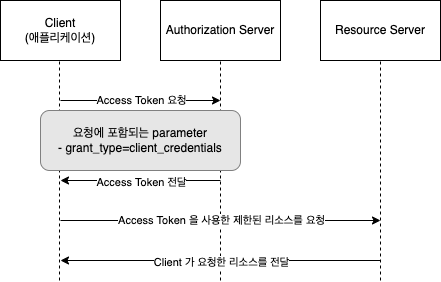 Client
(애플리케이션)
Authorization Server
Resource Server
Access Token 요청
요청에 포함되는 parameter
- grant_type=client_credentials
Access Token 전달
Access Token 을 사용한 제한된 리소스를 요청
Client 가 요청한 리소스를 전달